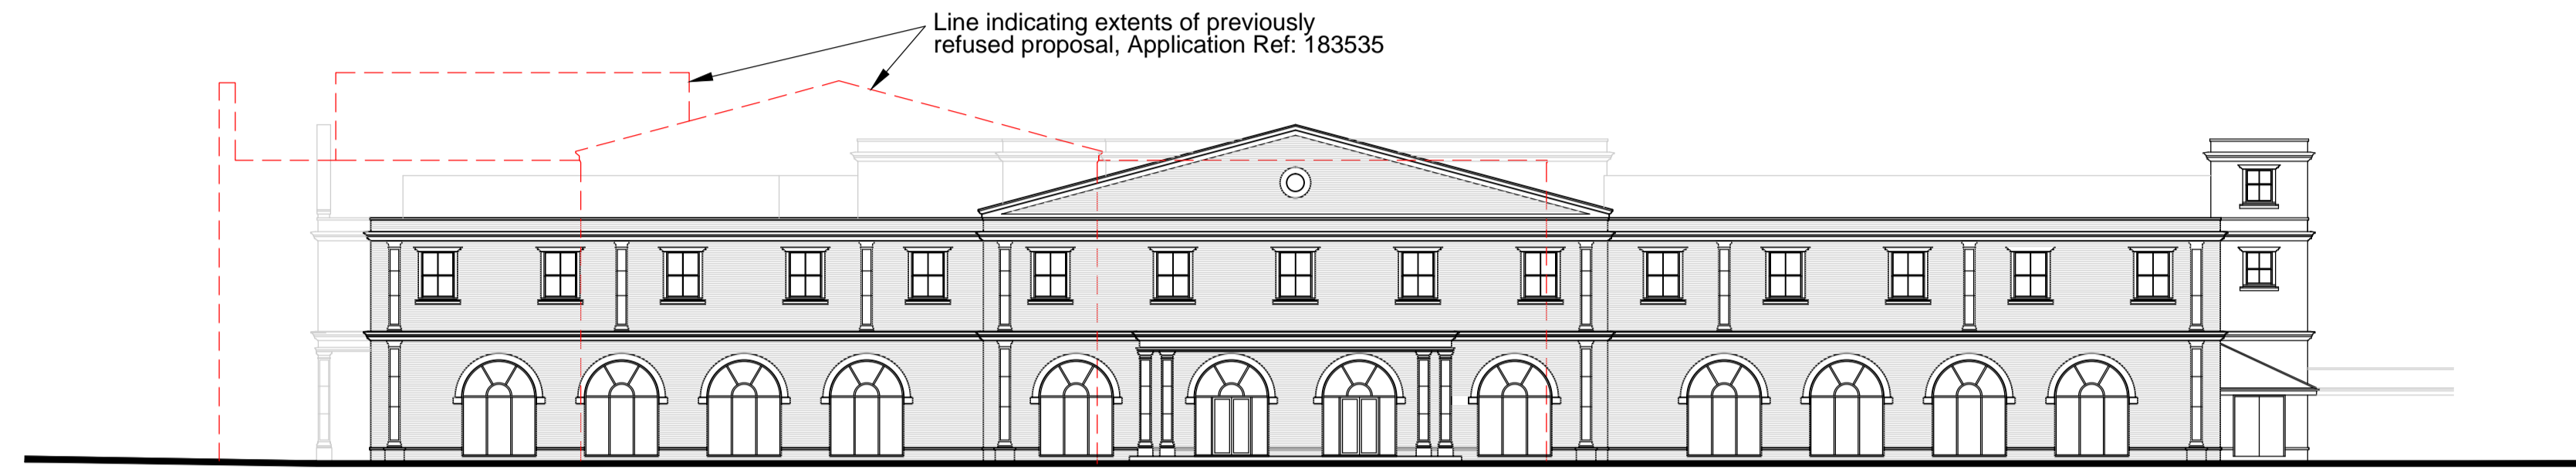 Line indicating extents of previously
refused proposal, Application Ref: 183535